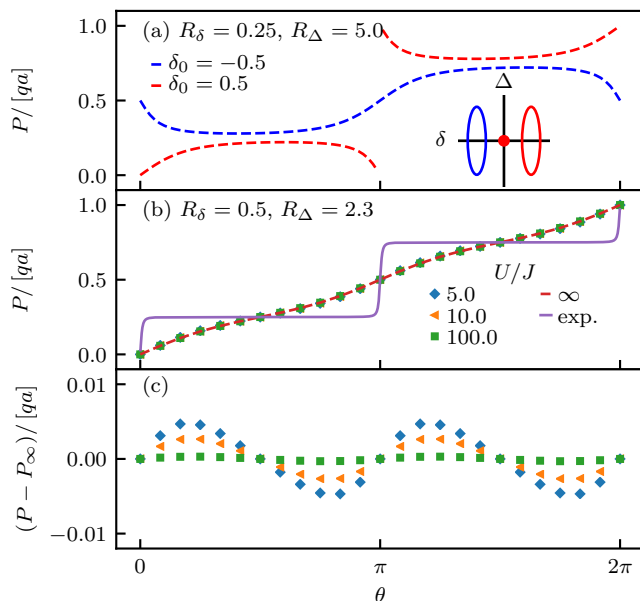 (a) R_δ = 0.25, R_Δ = 5.0
δ₀ = −0.5
δ₀ = 0.5
Δ
δ
P/ [qa]
1.0
0.5
0.0
(b) R_δ = 0.5, R_Δ = 2.3
U/J
5.0
10.0
100.0
∞
exp.
P/ [qa]
1.0
0.5
0.0
(c)
(P − P_∞)/ [qa]
0.01
0.00
−0.01
0
π
2π
θ